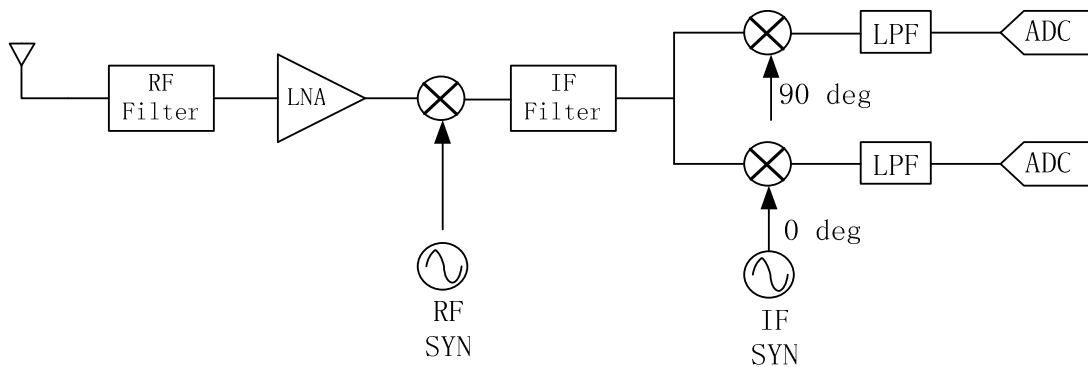 RF
Filter
LNA
RF
SYN
IF
Filter
90 deg
LPF
ADC
0 deg
LPF
ADC
IF
SYN